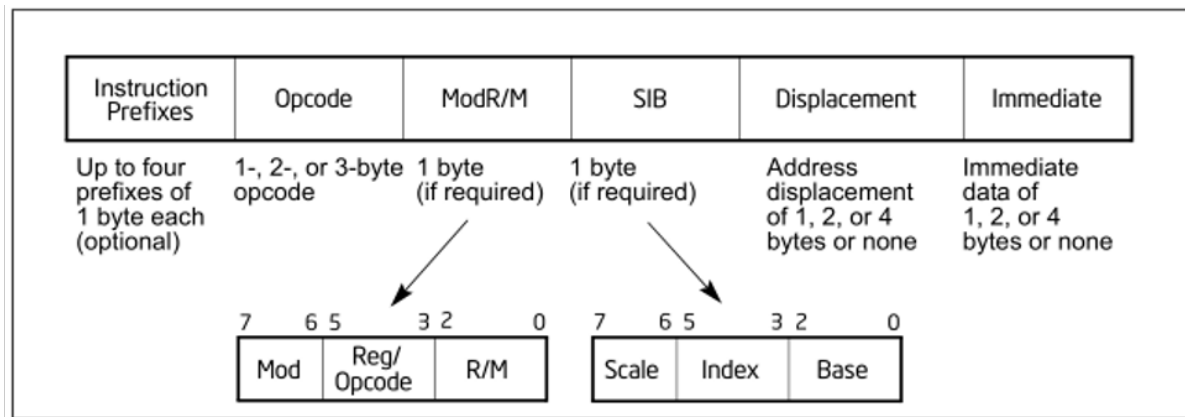 Instruction
Prefixes
Opcode
ModR/M
SIB
Displacement
Immediate
Up to four
prefixes of
1 byte each
(optional)
1-, 2-, or 3-byte
opcode
1 byte
(if required)
1 byte
(if required)
Address
displacement
of 1, 2, or 4
bytes or none
Immediate
data of
1, 2, or 4
bytes or none
7 6 5 3 2 0
Mod
Reg/
Opcode
R/M
7 6 5 3 2 0
Scale
Index
Base